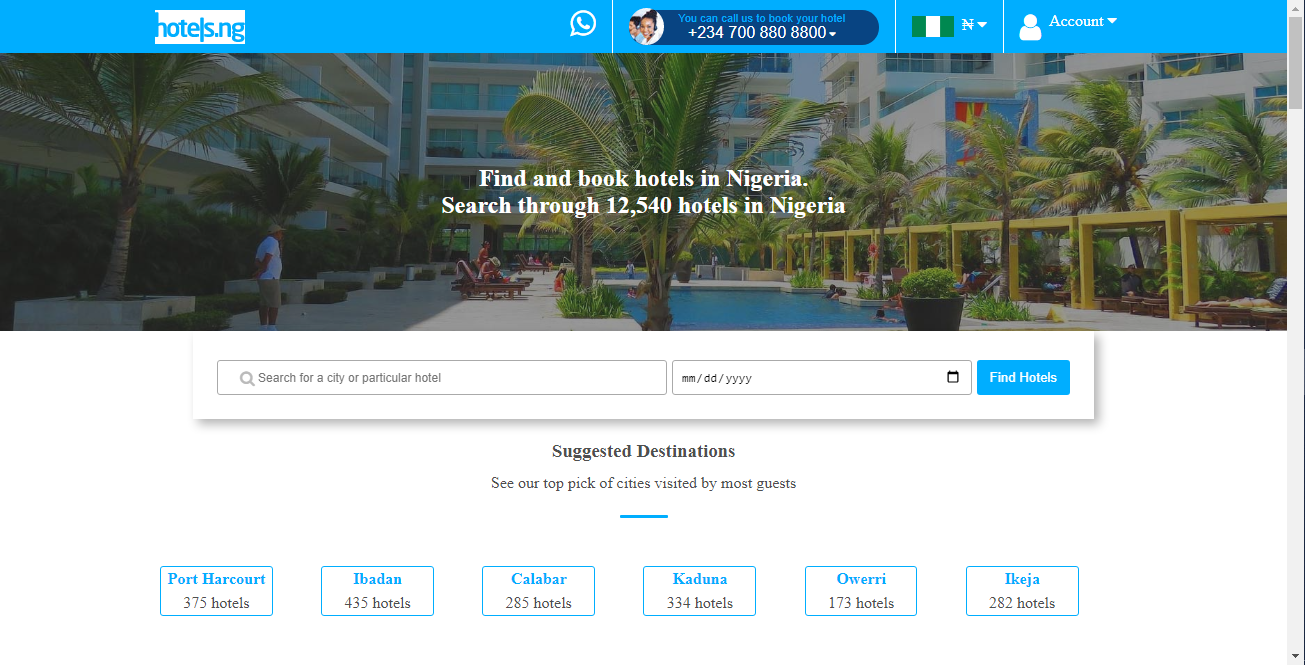 hotels.ng
You can call us to book your hotel
+234 700 880 8800
₦
Account
Find and book hotels in Nigeria.
Search through 12,540 hotels in Nigeria
Search for a city or particular hotel
mm/dd/yyyy
Find Hotels
Suggested Destinations
See our top pick of cities visited by most guests
Port Harcourt
375 hotels
Ibadan
435 hotels
Calabar
285 hotels
Kaduna
334 hotels
Owerri
173 hotels
Ikeja
282 hotels